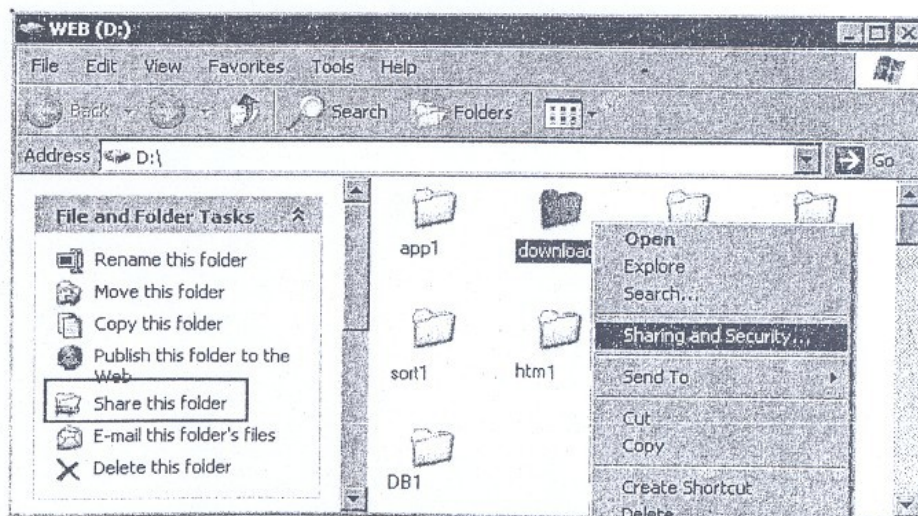 WEB (D:)
File Edit View Favorites Tools Help
Back Search Folders
Address D:\ Go
File and Folder Tasks
Rename this folder
Move this folder
Copy this folder
Publish this folder to the
Web
Share this folder
E-mail this folder's files
Delete this folder
app1
download
sort1
htm1
DB1
Open
Explore
Search...
Sharing and Security...
Send To
Cut
Copy
Create Shortcut
Delete